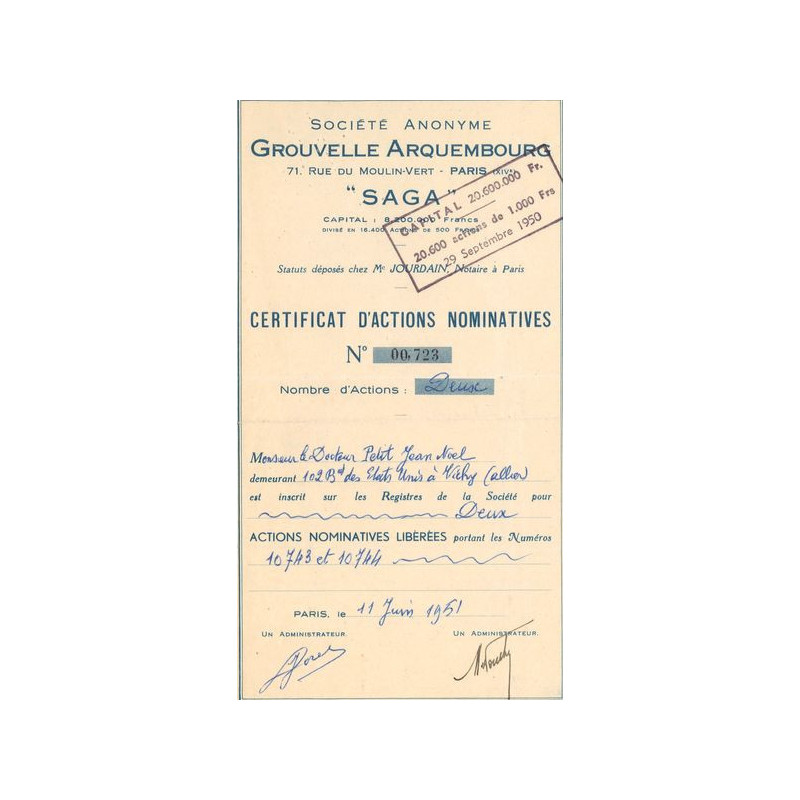 SOCIÉTÉ ANONYME
GROUVELLE ARQUEMBOURG
71. RUE DU MOULIN-VERT - PARIS (XIVe)
"SAGA"
CAPITAL : 8.200.000 Francs
DIVISÉ EN 16.400 ACTIONS DE 500 Francs
CAPITAL 20.600.000 Fr.
20.600 actions de 1.000 Frs
29 Septembre 1950
Statuts déposés chez Me JOURDAIN, Notaire à Paris
CERTIFICAT D'ACTIONS NOMINATIVES
N° 00,723
Nombre d'Actions : Deux
Monsieur le Docteur Petit Jean Noel
demeurant 102 Bd des Etats Unis à Vichy (allier)
est inscrit sur les Registres de la Société pour
Deux
ACTIONS NOMINATIVES LIBÉRÉES portant les Numéros
10743 et 10744
PARIS, le 11 Juin 1951
UN ADMINISTRATEUR. UN ADMINISTRATEUR.